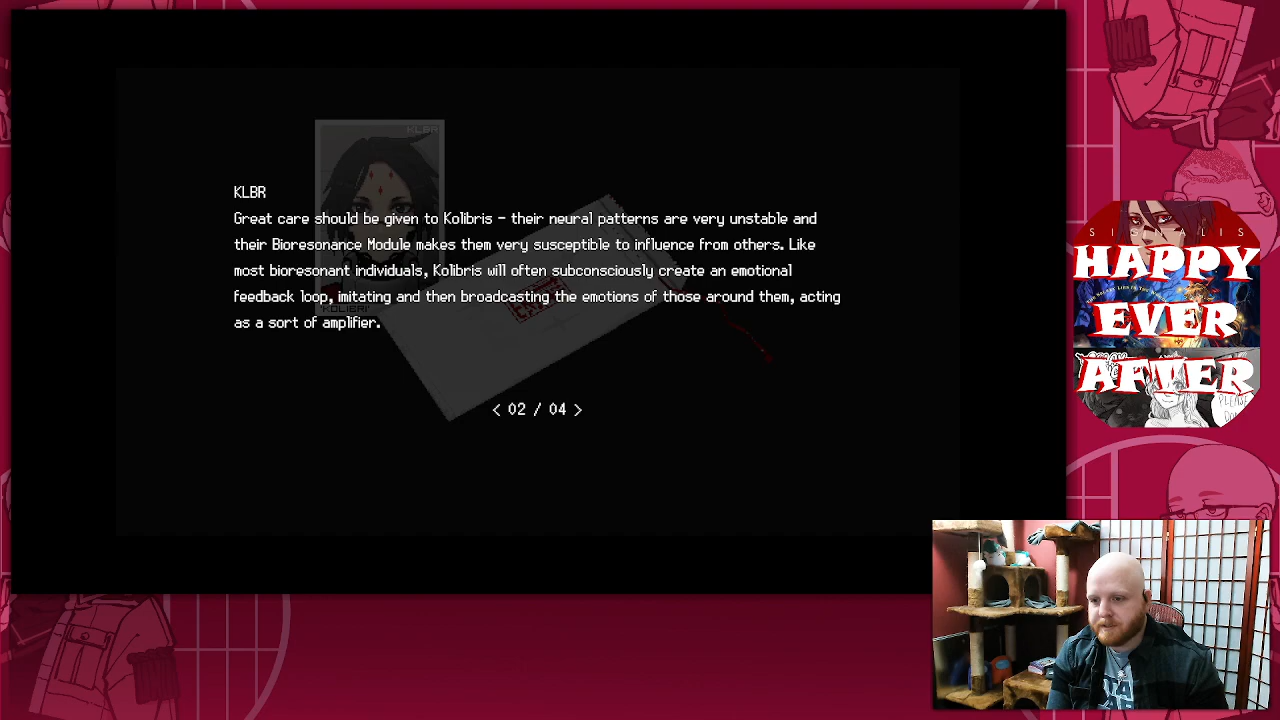 KLBR
KLBR
Great care should be given to Kolibris - their neural patterns are very unstable and
their Bioresonance Module makes them very susceptible to influence from others. Like
most bioresonant individuals, Kolibris will often subconsciously create an emotional
feedback loop, imitating and then broadcasting the emotions of those around them, acting
as a sort of amplifier.
KOLIBRI
< 02 / 04 >
HAPPY
EVER
AFTER
PLEASE